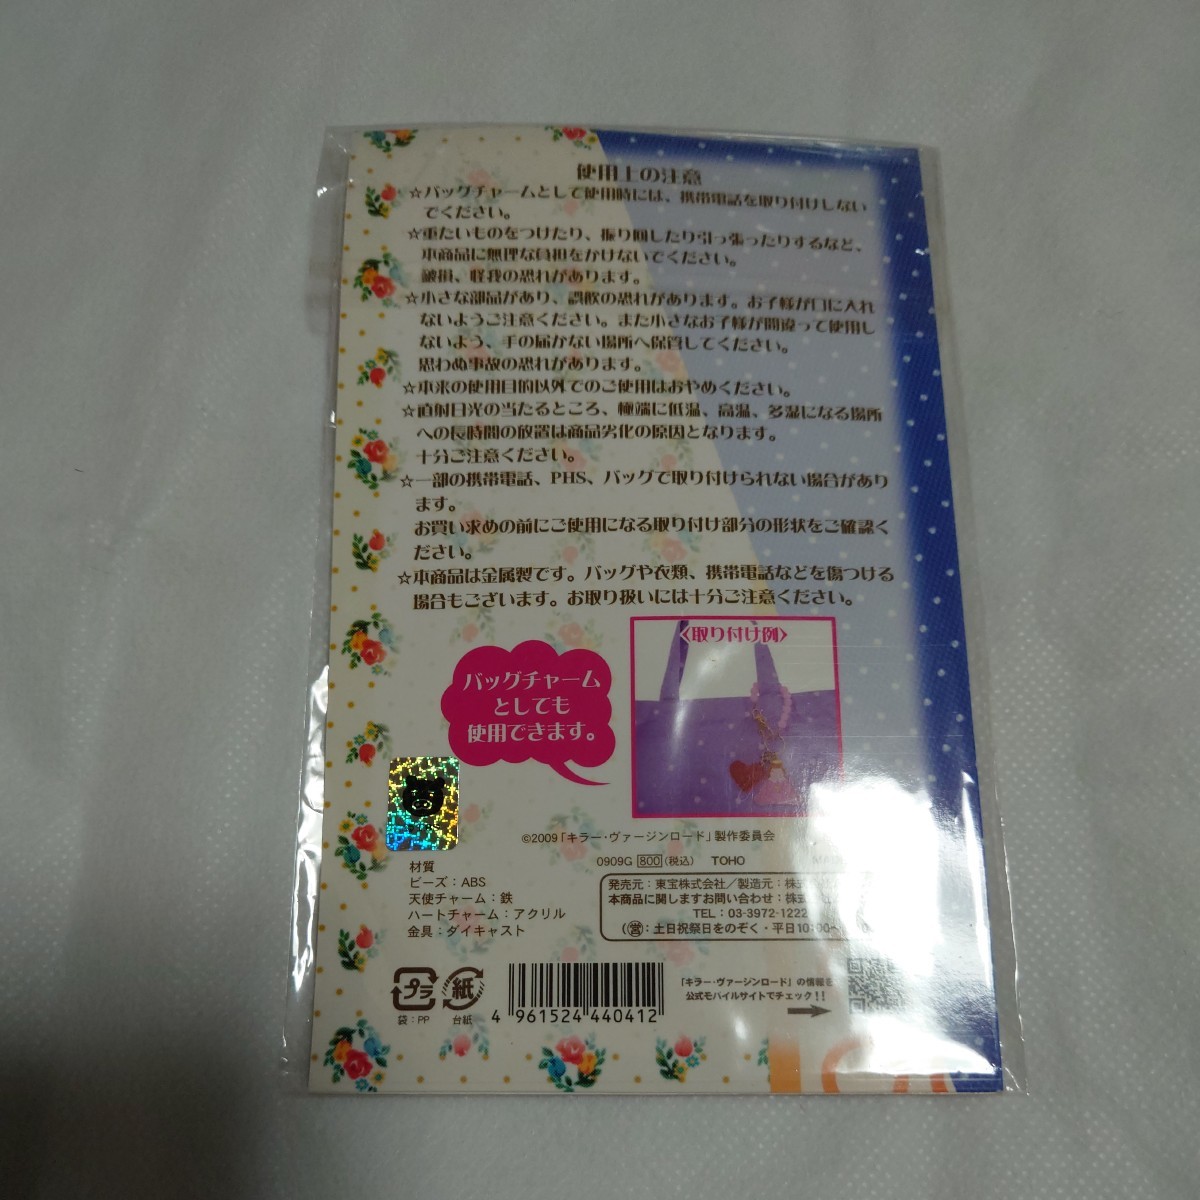 使用上の注意
☆バッグチャームとして使用時には、携帯電話を取り付けしない
でください。
☆重たいものをつけたり、振り回したり引っ張ったりするなど、
本商品に無理な負担をかけないでください。
破損、怪我の恐れがあります。
☆小さな部品があり、誤飲の恐れがあります。お子様が口に入れ
ないようご注意ください。また小さなお子様が間違って使用し
ないよう、手の届かない場所へ保管してください。
思わぬ事故の恐れがあります。
☆本来の使用目的以外でのご使用はおやめください。
☆直射日光の当たるところ、極端に低温、高温、多湿になる場所
への長時間の放置は商品劣化の原因となります。
十分ご注意ください。
☆一部の携帯電話、PHS、バッグで取り付けられない場合があり
ます。
お買い求めの前にご使用になる取り付け部分の形状をご確認く
ださい。
☆本商品は金属製です。バッグや衣類、携帯電話などを傷つける
場合もございます。お取り扱いには十分ご注意ください。
〈取り付け例〉
バッグチャーム
としても
使用できます。
©2009「キラー・ヴァージンロード」製作委員会
0909G 800(税込) TOHO
材質
ビーズ：ABS
天使チャーム：鉄
ハートチャーム：アクリル
金具：ダイキャスト
発売元：東宝株式会社／製造元：株式
本商品に関しますお問い合わせ：株式
TEL：03-3972-1222
(営：土日祝祭日をのぞく・平日10:00~
プラ
袋：PP
紙
台紙
4 961524 440412
「キラー・ヴァージンロード」の情報を
公式モバイルサイトでチェック!!